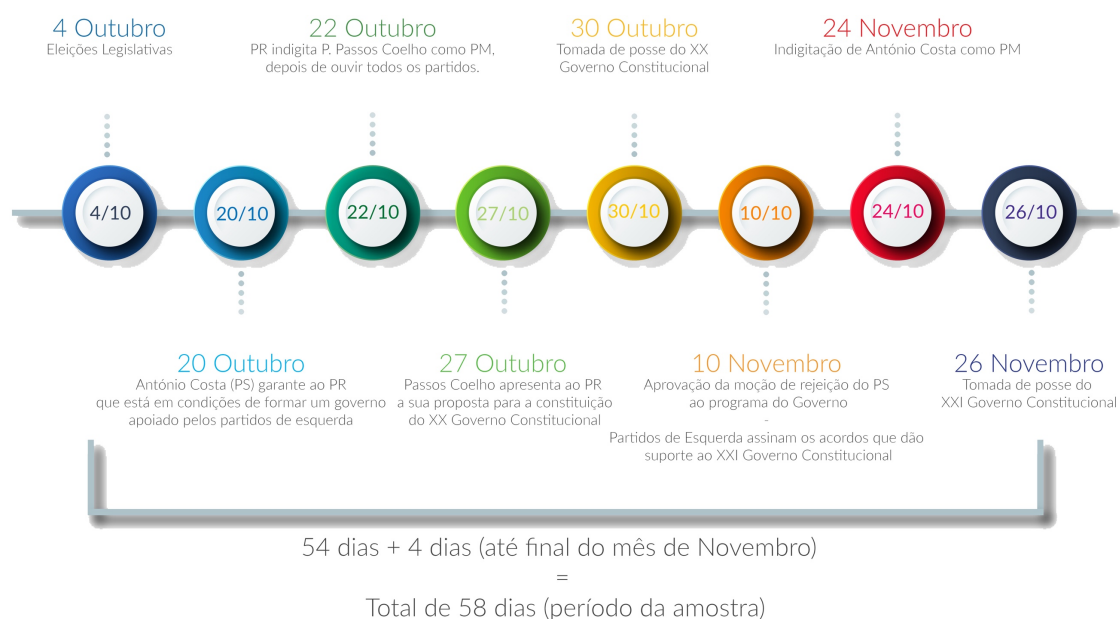 4 Outubro
Eleições Legislativas
22 Outubro
PR indigita P. Passos Coelho como PM,
depois de ouvir todos os partidos.
30 Outubro
Tomada de posse do XX
Governo Constitucional
24 Novembro
Indigitação de António Costa como PM
4/10
20/10
22/10
27/10
30/10
10/10
24/10
26/10
20 Outubro
António Costa (PS) garante ao PR
que está em condições de formar um governo
apoiado pelos partidos de esquerda
27 Outubro
Passos Coelho apresenta ao PR
a sua proposta para a constituição
do XX Governo Constitucional
10 Novembro
Aprovação da moção de rejeição do PS
ao programa do Governo
-
Partidos de Esquerda assinam os acordos que dão
suporte ao XXI Governo Constitucional
26 Novembro
Tomada de posse do
XXI Governo Constitucional
54 dias + 4 dias (até final do mês de Novembro)
=
Total de 58 dias (período da amostra)